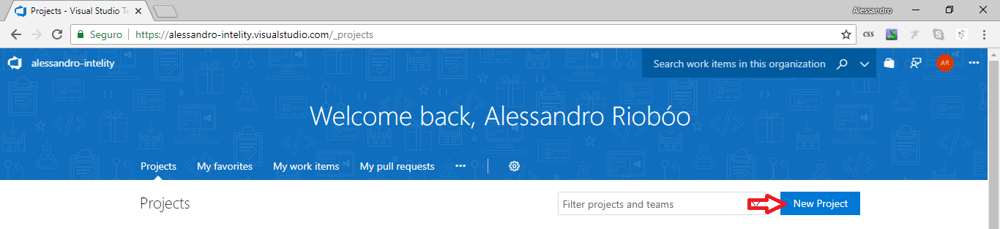 Projects - Visual Studio Te
Alessandro
Seguro https://alessandro-intelity.visualstudio.com/_projects
css
alessandro-intelity
Search work items in this organization
AR
Welcome back, Alessandro Riobóo
Projects My favorites My work items My pull requests
Projects
Filter projects and teams
New Project